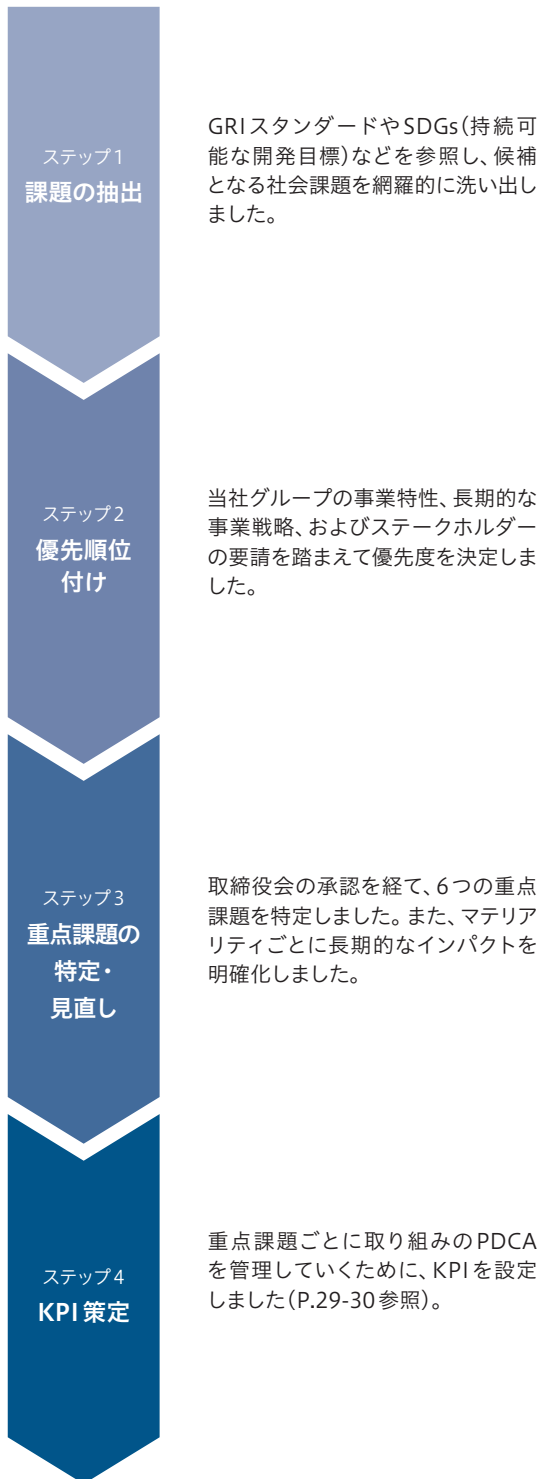 ステップ1
課題の抽出
GRIスタンダードやSDGs(持続可
能な開発目標)などを参照し、候補
となる社会課題を網羅的に洗い出し
ました。
ステップ2
優先順位
付け
当社グループの事業特性、長期的な
事業戦略、およびステークホルダー
の要請を踏まえて優先度を決定しま
した。
ステップ3
重点課題の
特定・
見直し
取締役会の承認を経て、6つの重点
課題を特定しました。また、マテリア
リティごとに長期的なインパクトを
明確化しました。
ステップ4
KPI策定
重点課題ごとに取り組みのPDCA
を管理していくために、KPIを設定
しました(P.29-30参照)。